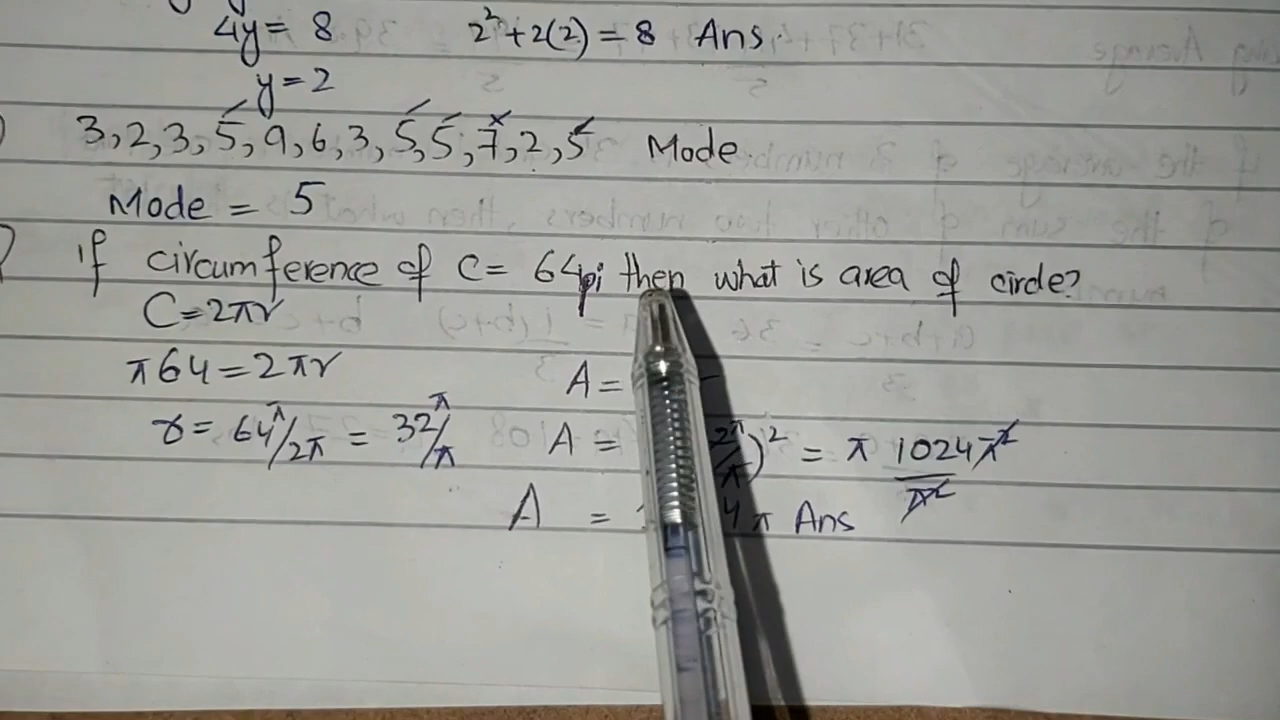 4y = 8 2²+2(2) = 8 Ans.
y = 2
3,2,3,5,9,6,3,5,5,7,2,5 Mode.
Mode = 5
If circumference of C = 64pi then what is area of circle?
C = 2πr
π64 = 2πr A =
r = 64π/2π = 32π/π A = )² = π 1024π²/π²
A = 4π Ans